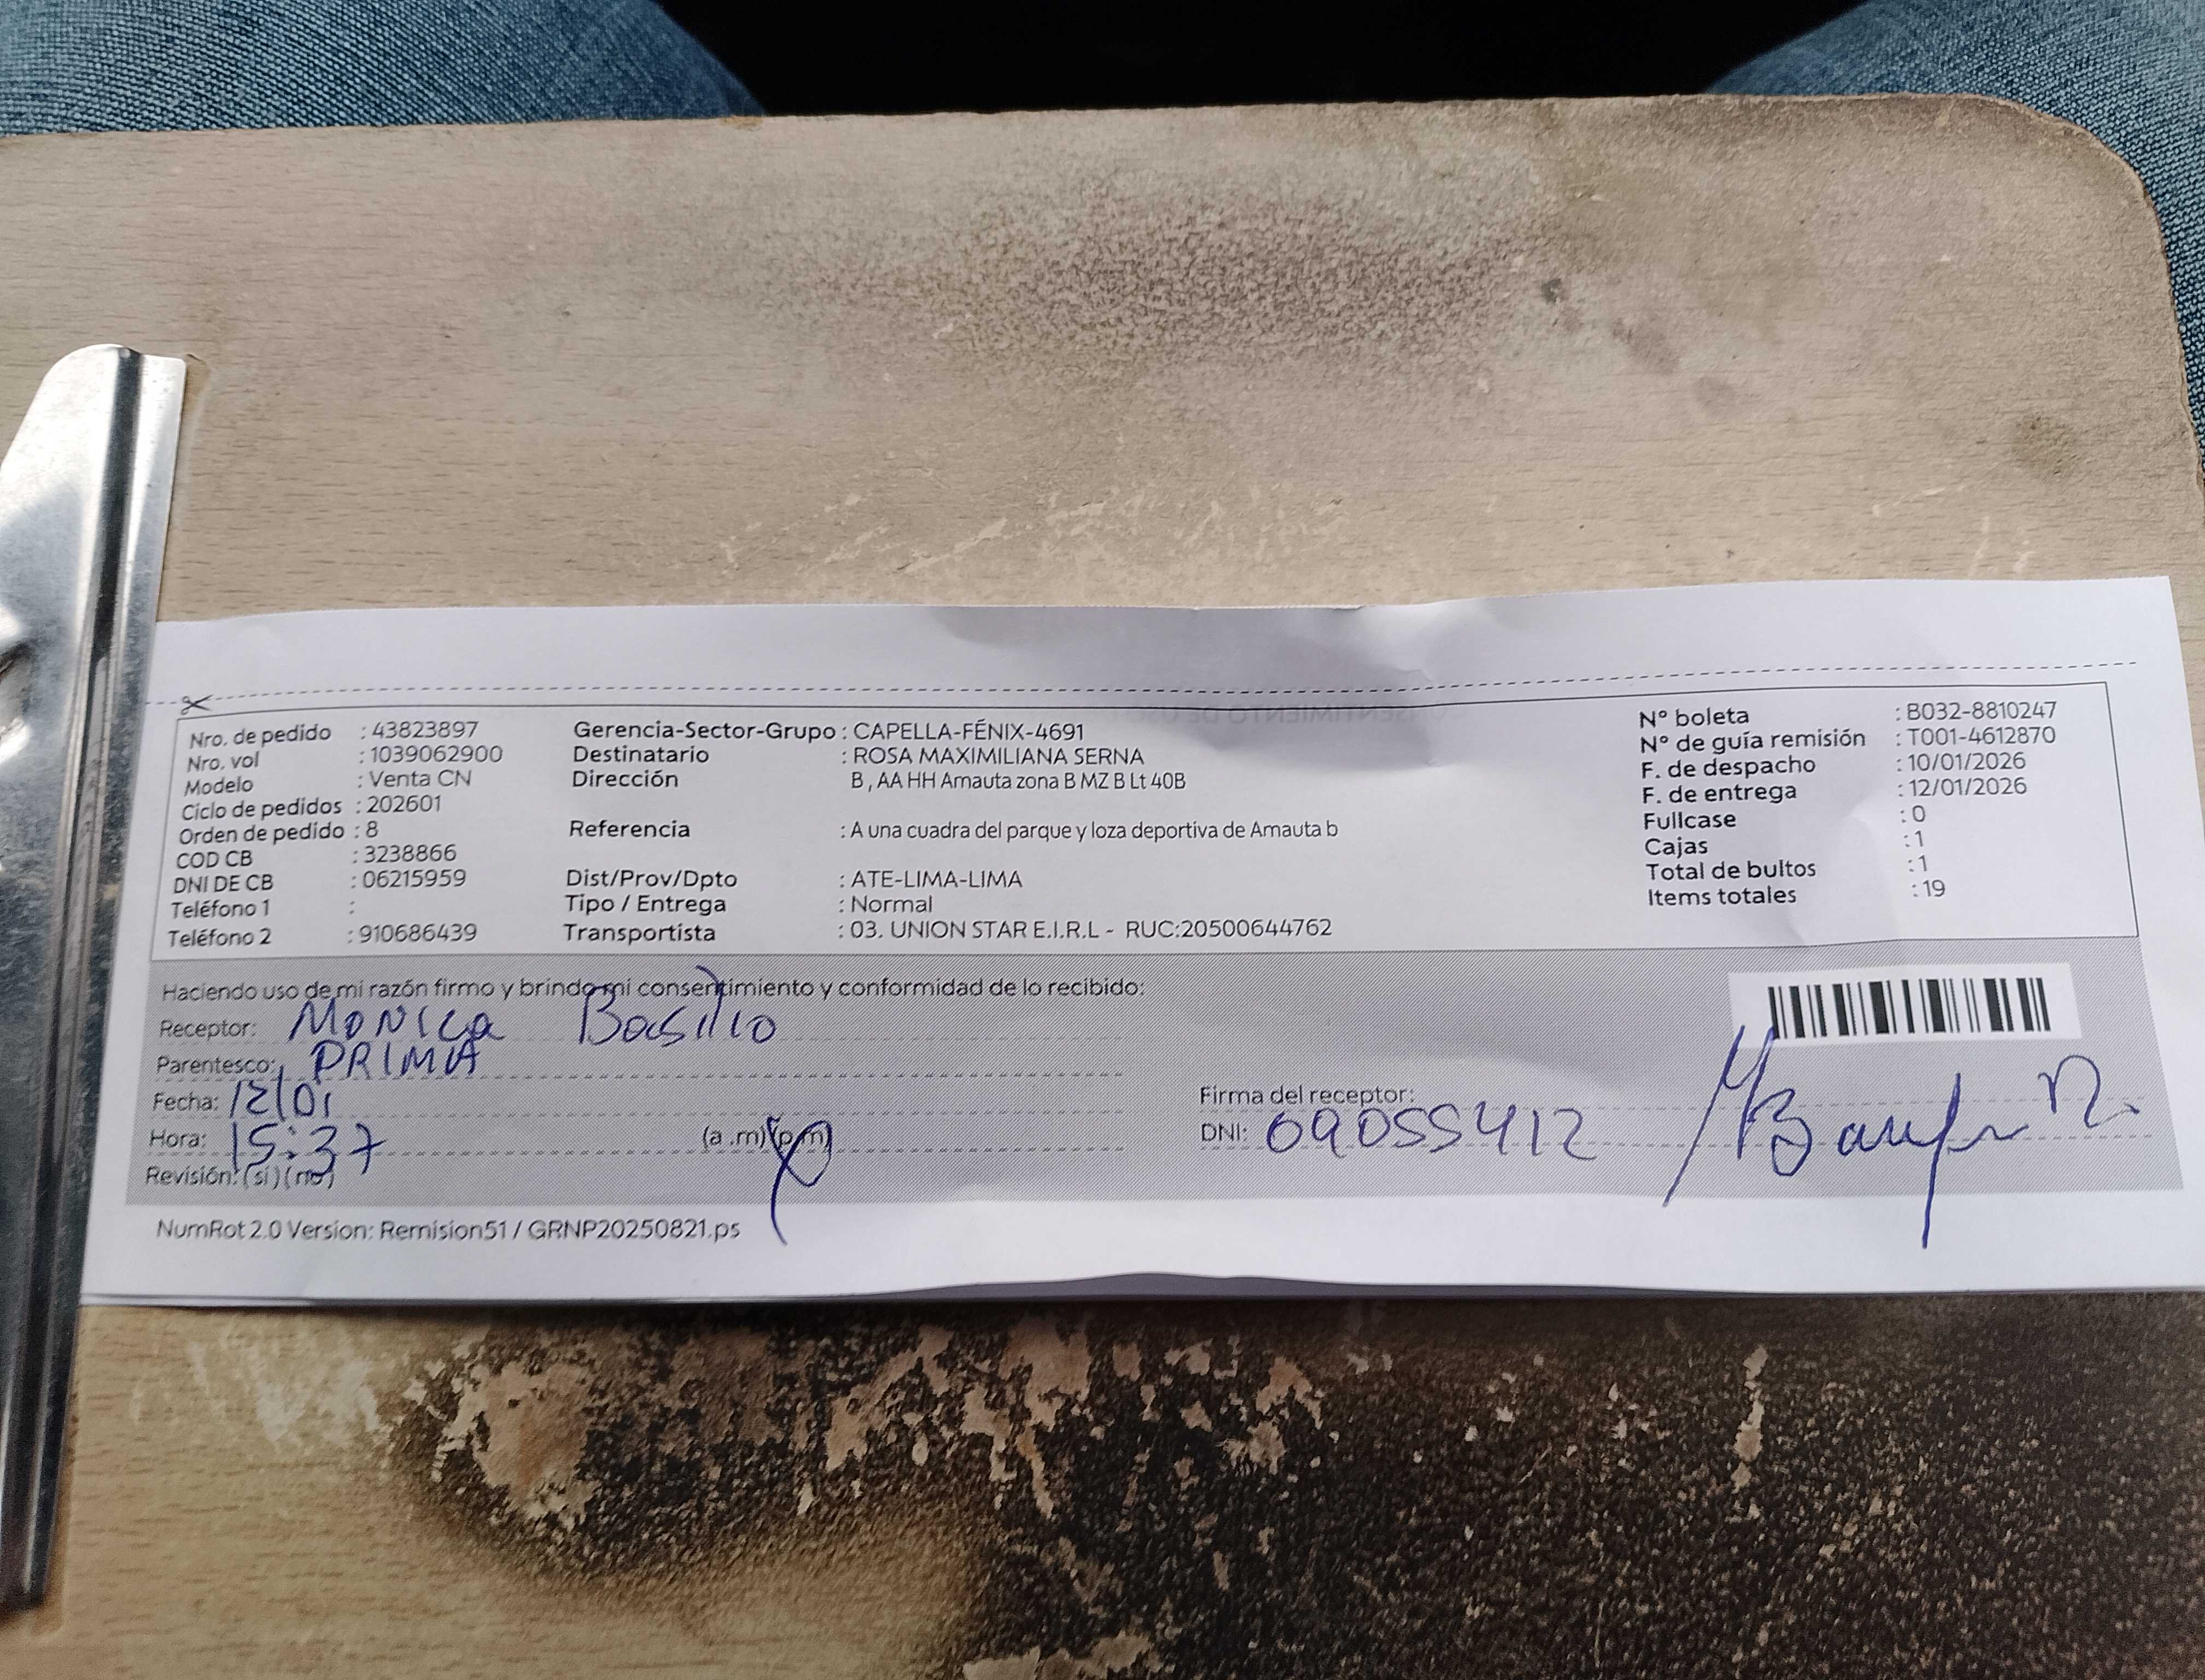 Nro. de pedido : 43823897
Nro. vol : 1039062900
Modelo : Venta CN
Ciclo de pedidos : 202601
Orden de pedido : 8
COD CB : 3238866
DNI DE CB : 06215959
Teléfono 1 :
Teléfono 2 : 910686439
Gerencia-Sector-Grupo : CAPELLA-FÉNIX-4691
Destinatario : ROSA MAXIMILIANA SERNA
Dirección B , AA HH Amauta zona B MZ B Lt 40B
Referencia : A una cuadra del parque y loza deportiva de Amauta b
Dist/Prov/Dpto : ATE-LIMA-LIMA
Tipo / Entrega : Normal
Transportista : 03. UNION STAR E.I.R.L - RUC:20500644762
N° boleta : B032-8810247
N° de guía remisión : T001-4612870
F. de despacho : 10/01/2026
F. de entrega : 12/01/2026
Fullcase : 0
Cajas : 1
Total de bultos : 1
Items totales : 19
Haciendo uso de mi razón firmo y brindo mi consentimiento y conformidad de lo recibido:
Receptor: Monica Basilio
Parentesco: PRIMA
Fecha: 12/01
Hora: 15:37 (a .m) (p.m)
Revisión: (si) (no)
Firma del receptor:
DNI: 09055412
NumRot 2.0 Version: Remision51 / GRNP20250821.ps